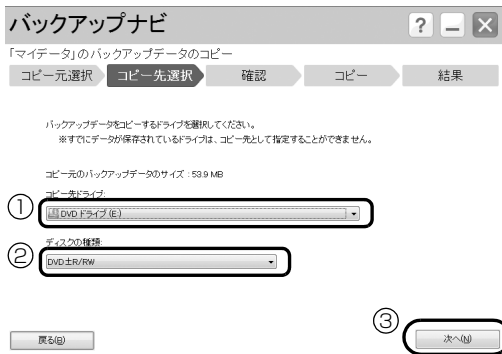 バックアップナビ
? - ×
「マイデータ」のバックアップデータのコピー
コピー元選択 コピー先選択 確認 コピー 結果
バックアップデータをコピーするドライブを選択してください。
※すでにデータが保存されているドライブは、コピー先として指定することができません。
コピー元のバックアップデータのサイズ : 53.9 MB
コピー先ドライブ:
① DVD ドライブ (E:)
ディスクの種類:
② DVD±R/RW
③
戻る(B) 次へ(N)